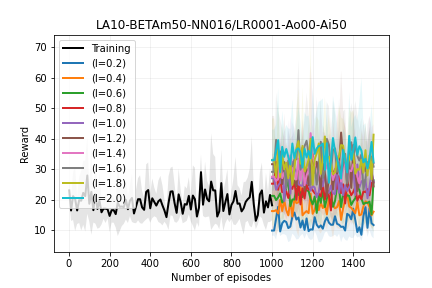 LA10-BETAm50-NN016/LR0001-Ao00-Ai50
Reward
70
60
50
40
30
20
10
Training
(I=0.2)
(I=0.4)
(I=0.6)
(I=0.8)
(I=1.0)
(I=1.2)
(I=1.4)
(I=1.6)
(I=1.8)
(I=2.0)
0 200 400 600 800 1000 1200 1400
Number of episodes